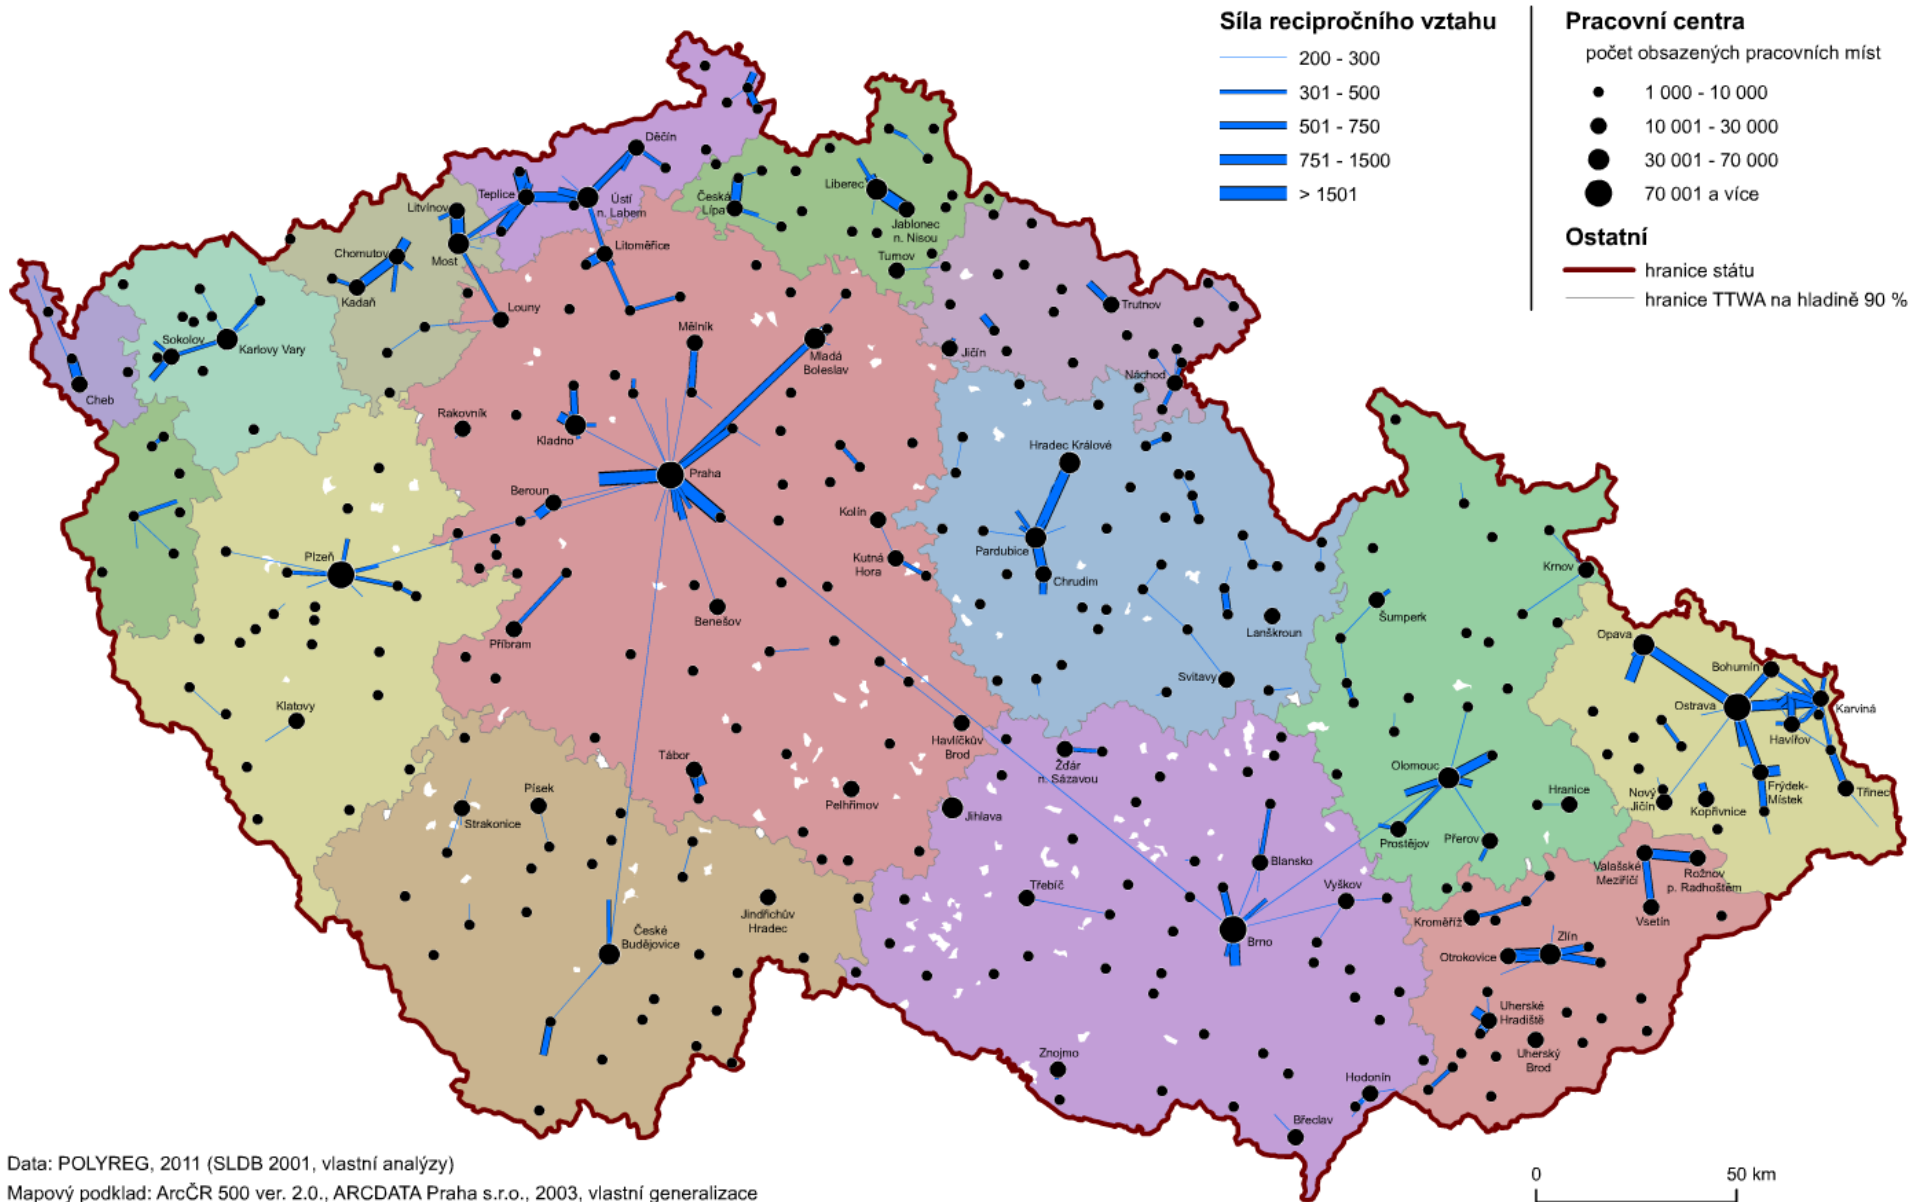 Síla recipročního vztahu
200 - 300
301 - 500
501 - 750
751 - 1500
> 1501
Pracovní centra
počet obsazených pracovních míst
1 000 - 10 000
10 001 - 30 000
30 001 - 70 000
70 001 a více
Ostatní
hranice státu
hranice TTWA na hladině 90 %
Děčín
Teplice
Ústí
n. Labem
Litvínov
Most
Chomutov
Kadaň
Litoměřice
Louny
Česká
Lípa
Liberec
Jablonec
n. Nisou
Turnov
Trutnov
Jičín
Náchod
Sokolov
Karlovy Vary
Cheb
Mělník
Mladá
Boleslav
Rakovník
Kladno
Praha
Beroun
Kolín
Kutná
Hora
Benešov
Příbram
Plzeň
Klatovy
Hradec Králové
Pardubice
Chrudim
Lanškroun
Svitavy
Krnov
Šumperk
Opava
Bohumín
Ostrava
Karviná
Havířov
Frýdek-
Místek
Třinec
Nový
Jičín
Kopřivnice
Olomouc
Hranice
Prostějov
Přerov
Havlíčkův
Brod
Žďár
n. Sázavou
Tábor
Pelhřimov
Jihlava
Písek
Strakonice
Jindřichův
Hradec
České
Budějovice
Třebíč
Blansko
Vyškov
Brno
Znojmo
Hodonín
Břeclav
Valašské
Meziříčí
Rožnov
p. Radhoštěm
Vsetín
Kroměříž
Zlín
Otrokovice
Uherské
Hradiště
Uherský
Brod
Data: POLYREG, 2011 (SLDB 2001, vlastní analýzy)
Mapový podklad: ArcČR 500 ver. 2.0., ARCDATA Praha s.r.o., 2003, vlastní generalizace
0 50 km